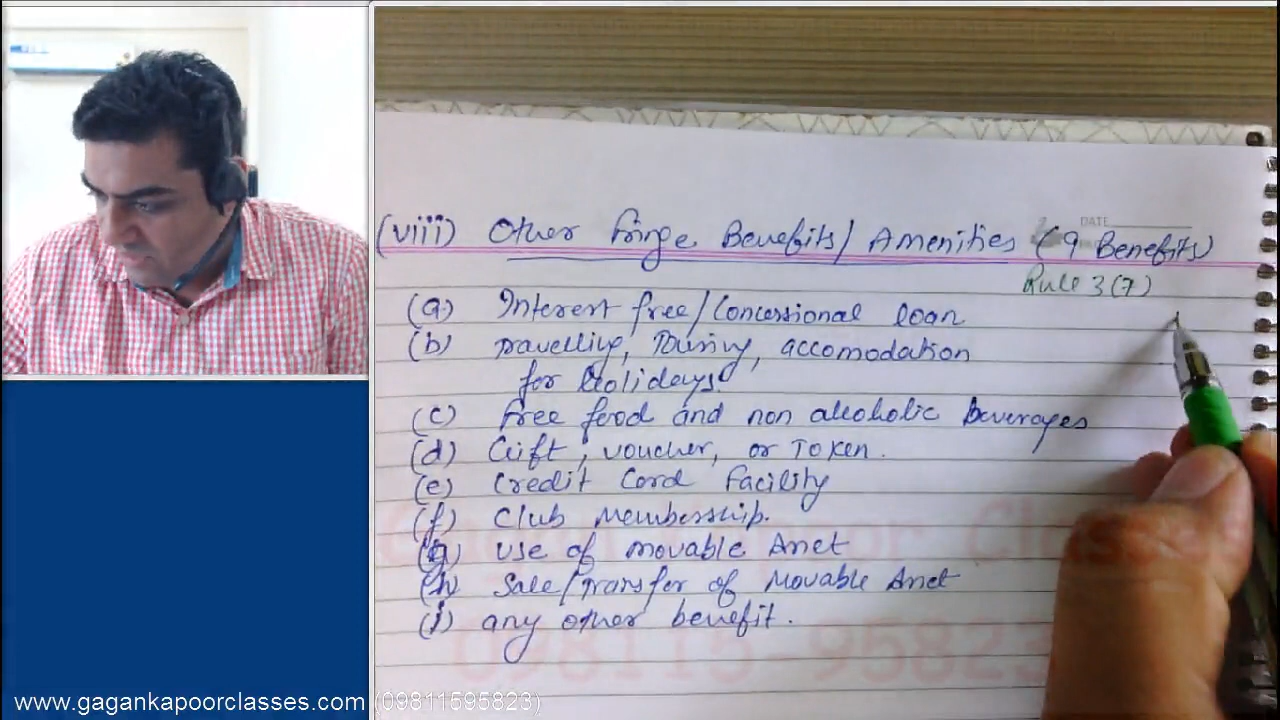 (viii) Other Fringe Benefits/ Amenities (9 Benefits)
DATE
Rule 3(7)
(a) Interest free/Concessional loan
(b) Travelling, Touring, accomodation
for Holidays.
(c) Free food and non alcoholic Beverages
(d) Gift, voucher, or Token.
(e) Credit Card Facility
(f) Club Membership.
(g) Use of movable Asset
(h) Sale/Transfer of Movable Asset
(i) any other benefit.
www.gagankapoorclasses.com (09811595823)